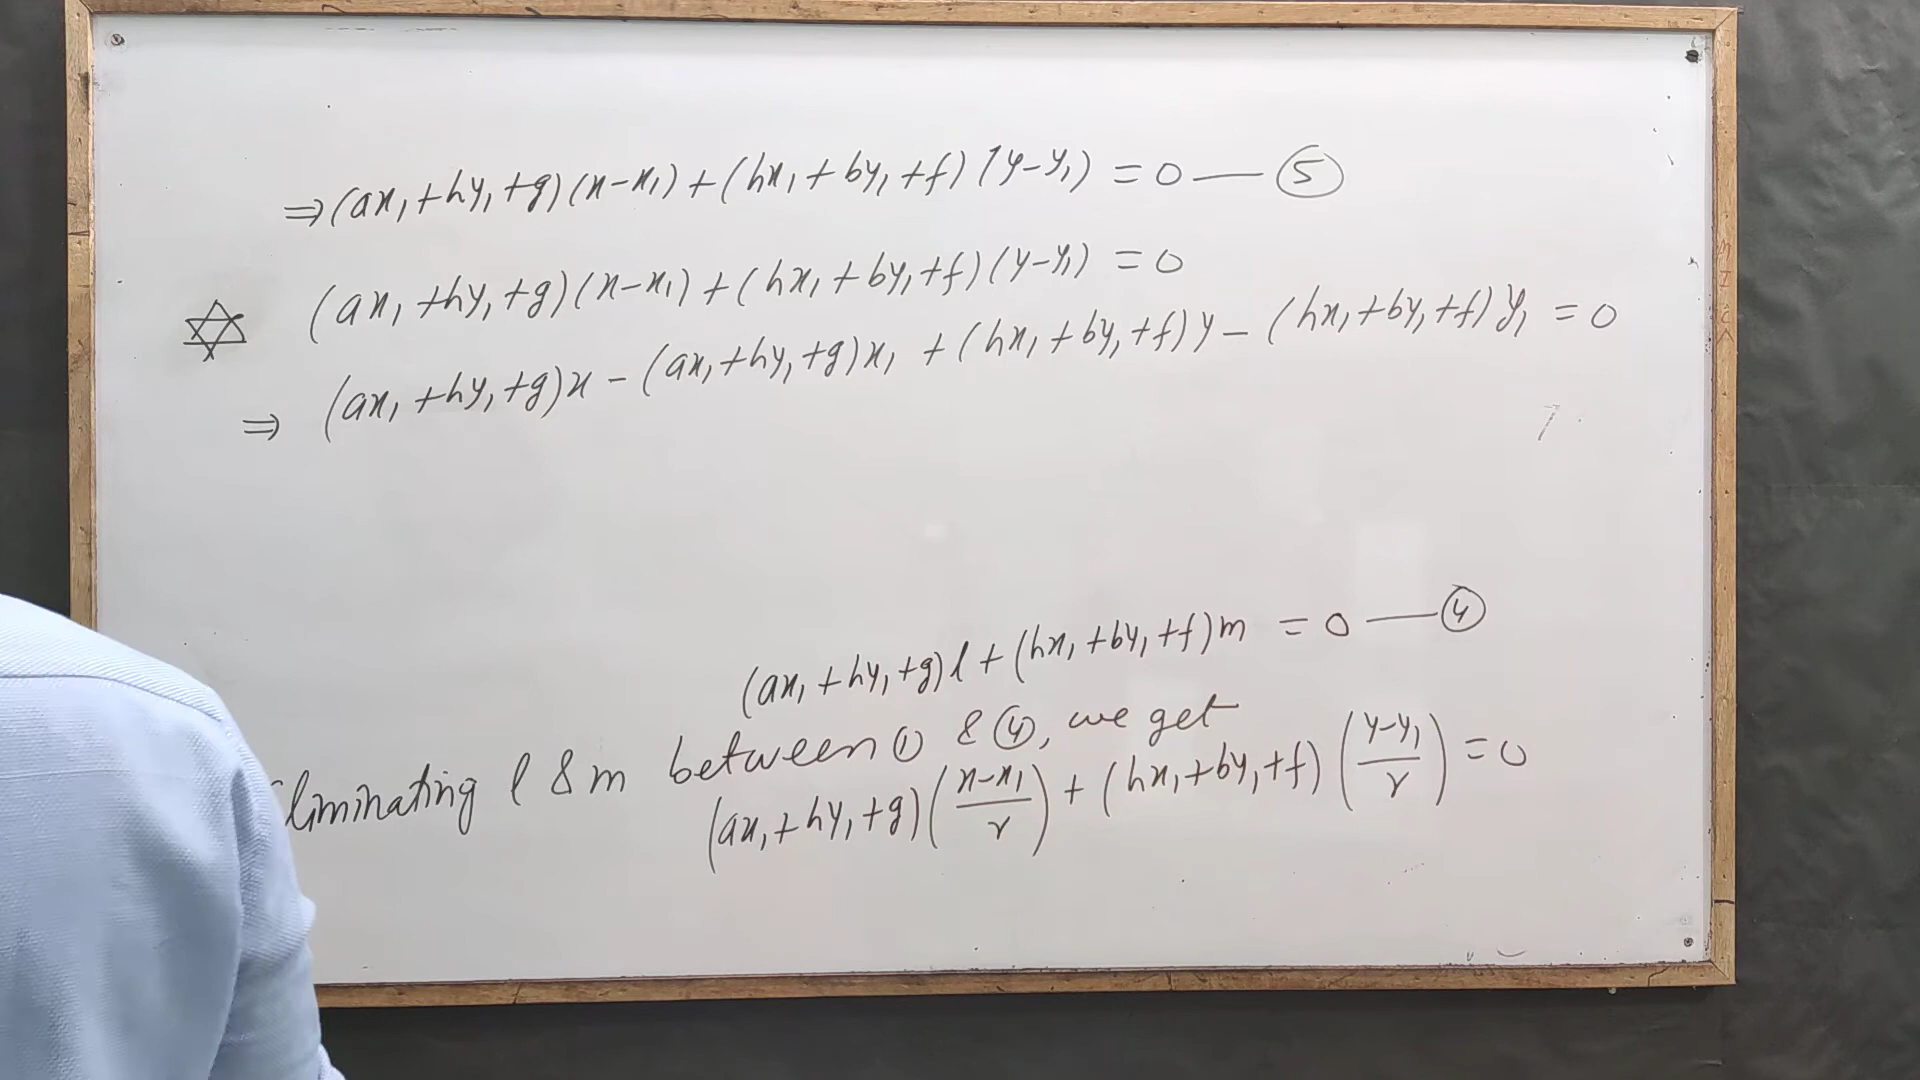 ⇒(ax₁+hy₁+g)(x-x₁)+(hx₁+by₁+f)(y-y₁) = 0 — ⑤
(ax₁+hy₁+g)(x-x₁)+(hx₁+by₁+f)(y-y₁) = 0
⇒ (ax₁+hy₁+g)x - (ax₁+hy₁+g)x₁ + (hx₁+by₁+f)y - (hx₁+by₁+f)y₁ = 0
(ax₁+hy₁+g)l+(hx₁+by₁+f)m = 0 — ④
liminating l & m between ① & ④, we get
(ax₁+hy₁+g)((x-x₁)/r) + (hx₁+by₁+f)((y-y₁)/r) = 0